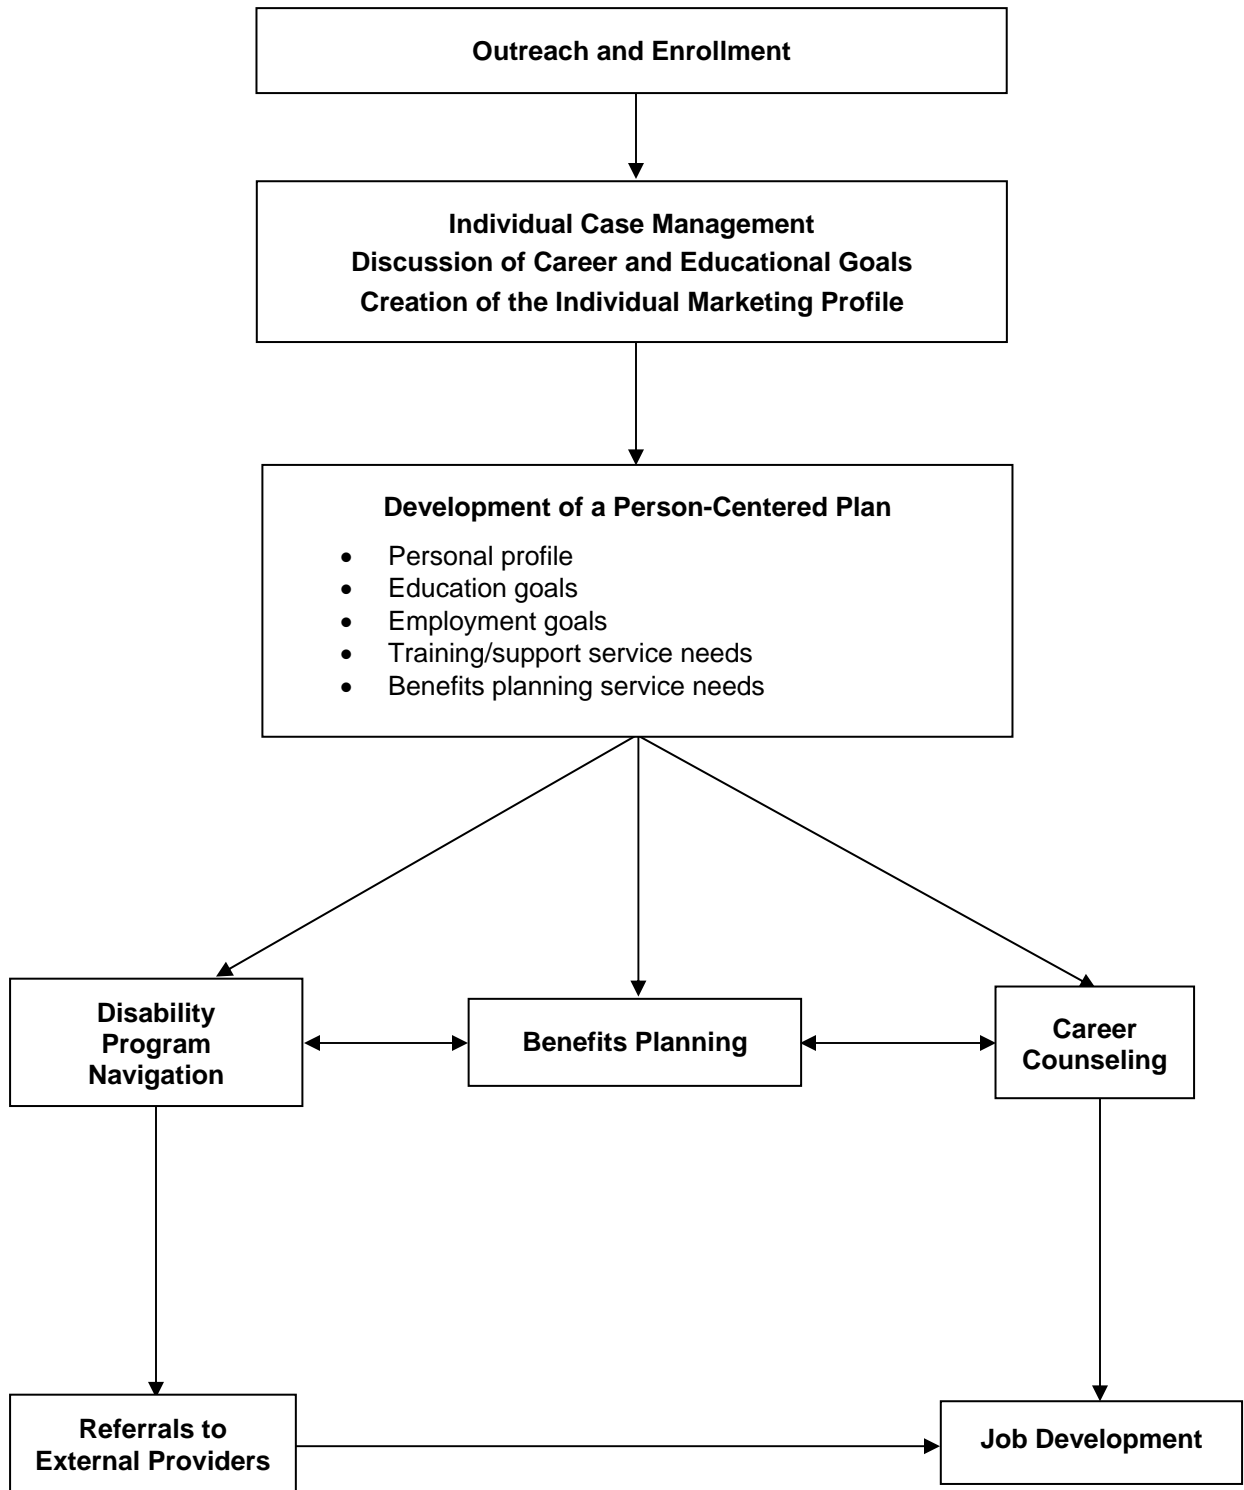 Outreach and Enrollment
Individual Case Management
Discussion of Career and Educational Goals
Creation of the Individual Marketing Profile
Development of a Person-Centered Plan
• Personal profile
• Education goals
• Employment goals
• Training/support service needs
• Benefits planning service needs
Disability
Program
Navigation
Benefits Planning
Career
Counseling
Referrals to
External Providers
Job Development